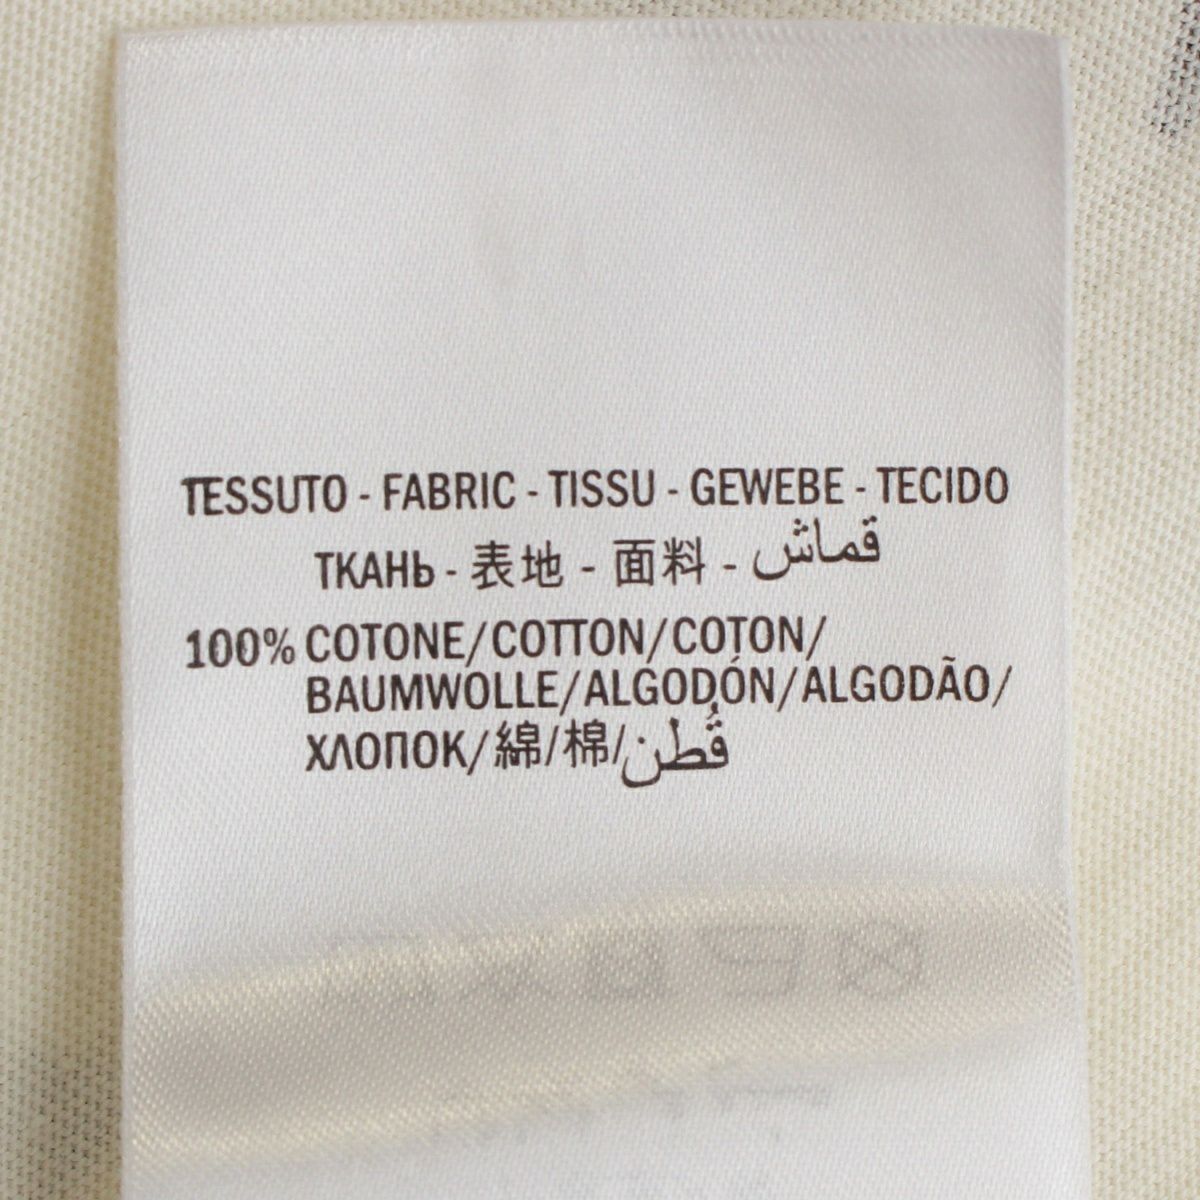 TESSUTO - FABRIC - TISSU - GEWEBE - TECIDO
ТКАНЬ - 表地 - 面料 - قماش
100% COTONE/COTTON/COTON/
BAUMWOLLE/ALGODÓN/ALGODÃO/
ХЛОПОК/綿/棉/قُطن